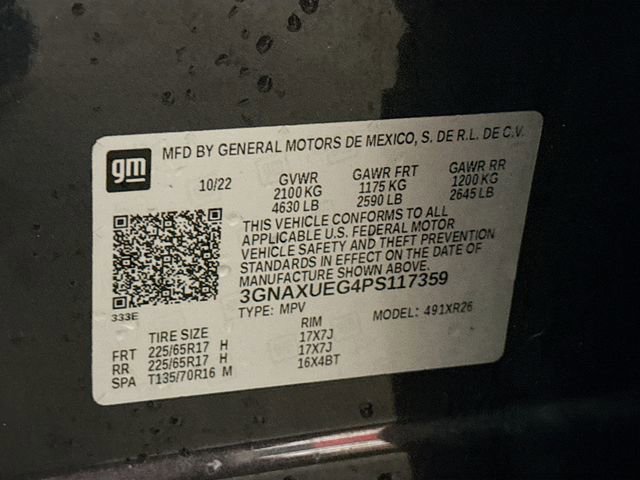 gm
MFD BY GENERAL MOTORS DE MEXICO, S. DE R.L. DE C.V.
10/22 GVWR GAWR FRT GAWR RR
2100 KG 1175 KG 1200 KG
4630 LB 2590 LB 2645 LB
THIS VEHICLE CONFORMS TO ALL
APPLICABLE U.S. FEDERAL MOTOR
VEHICLE SAFETY AND THEFT PREVENTION
STANDARDS IN EFFECT ON THE DATE OF
MANUFACTURE SHOWN ABOVE.
3GNAXUEG4PS117359
333E
TYPE: MPV MODEL: 491XR26
TIRE SIZE RIM
FRT 225/65R17 H 17X7J
RR 225/65R17 H 17X7J
SPA T135/70R16 M 16X4BT